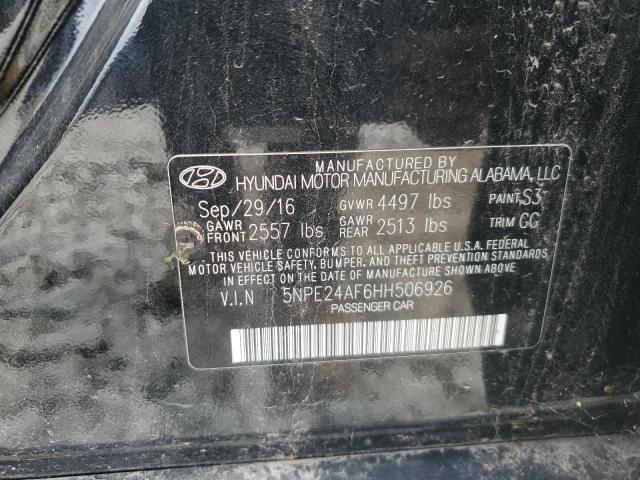 MANUFACTURED BY
HYUNDAI MOTOR MANUFACTURING ALABAMA, LLC
Sep/29/16 GVWR 4497 lbs PAINT S3
GAWR FRONT 2557 lbs GAWR REAR 2513 lbs TRIM GG
THIS VEHICLE CONFORMS TO ALL APPLICABLE U.S.A. FEDERAL
MOTOR VEHICLE SAFETY, BUMPER, AND THEFT PREVENTION STANDARDS
IN EFFECT ON THE DATE OF MANUFACTURE SHOWN ABOVE.
V.I.N 5NPE24AF6HH506926
PASSENGER CAR